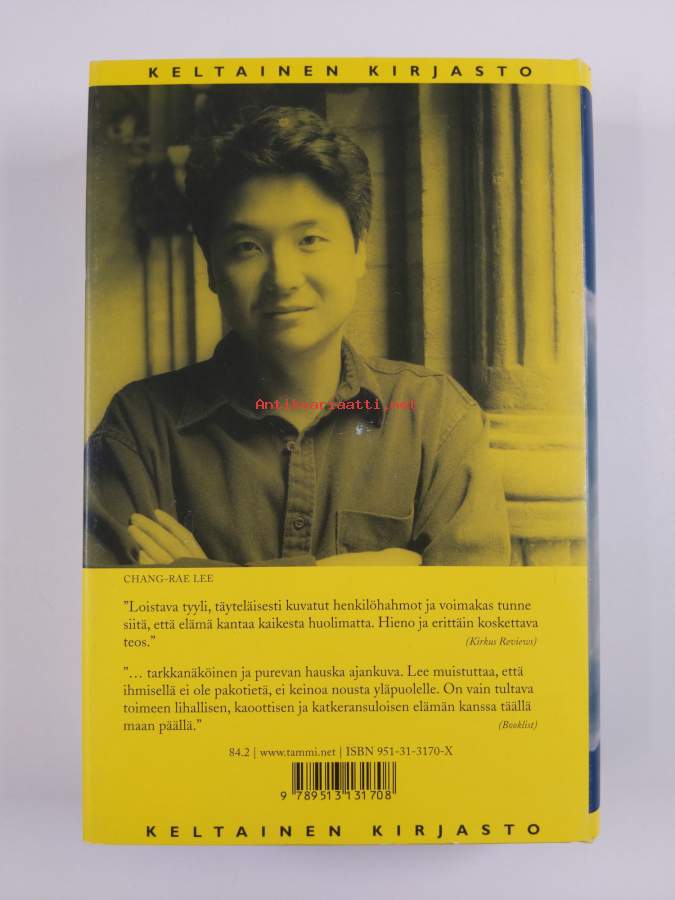 KELTAINEN KIRJASTO
Antikvariaatti.net
CHANG-RAE LEE
”Loistava tyyli, täyteläisesti kuvatut henkilöhahmot ja voimakas tunne
siitä, että elämä kantaa kaikesta huolimatta. Hieno ja erittäin koskettava
teos.” (Kirkus Reviews)
”... tarkkanäköinen ja purevan hauska ajankuva. Lee muistuttaa, että
ihmisellä ei ole pakotietä, ei keinoa nousta yläpuolelle. On vain tultava
toimeen lihallisen, kaoottisen ja katkeransuloisen elämän kanssa täällä
maan päällä.” (Booklist)
84.2 | www.tammi.net | ISBN 951-31-3170-X
9 789513 131708
KELTAINEN KIRJASTO